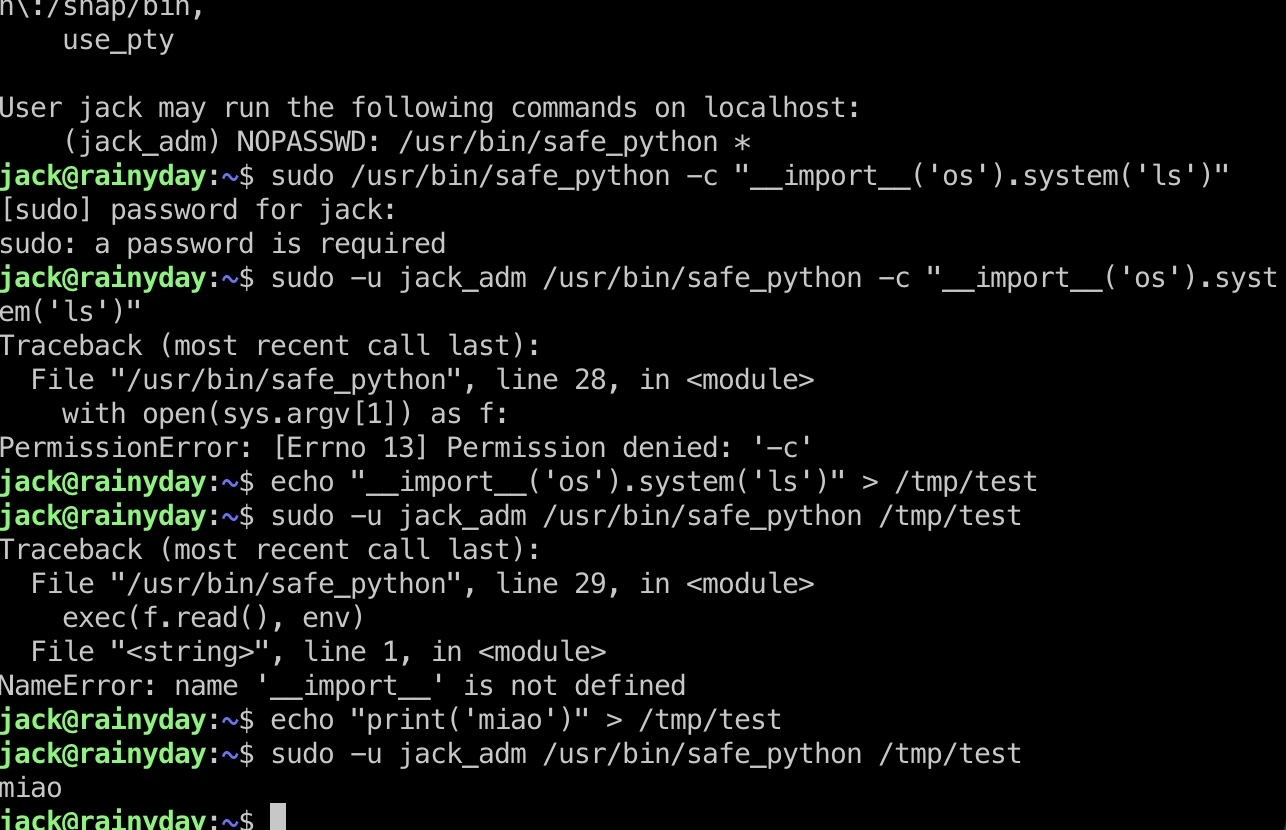 n\:/snap/bin,
    use_pty

User jack may run the following commands on localhost:
    (jack_adm) NOPASSWD: /usr/bin/safe_python *
jack@rainyday:~$ sudo /usr/bin/safe_python -c "__import__('os').system('ls')"
[sudo] password for jack:
sudo: a password is required
jack@rainyday:~$ sudo -u jack_adm /usr/bin/safe_python -c "__import__('os').syst
em('ls')"
Traceback (most recent call last):
  File "/usr/bin/safe_python", line 28, in <module>
    with open(sys.argv[1]) as f:
PermissionError: [Errno 13] Permission denied: '-c'
jack@rainyday:~$ echo "__import__('os').system('ls')" > /tmp/test
jack@rainyday:~$ sudo -u jack_adm /usr/bin/safe_python /tmp/test
Traceback (most recent call last):
  File "/usr/bin/safe_python", line 29, in <module>
    exec(f.read(), env)
  File "<string>", line 1, in <module>
NameError: name '__import__' is not defined
jack@rainyday:~$ echo "print('miao')" > /tmp/test
jack@rainyday:~$ sudo -u jack_adm /usr/bin/safe_python /tmp/test
miao
jack@rainyday:~$